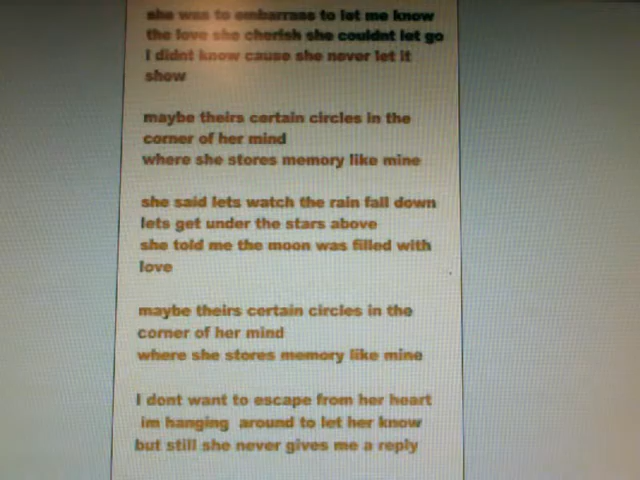 she was to embarrass to let me know
the love she cherish she couldnt let go
I didnt know cause she never let it
show
maybe theirs certain circles in the
corner of her mind
where she stores memory like mine
she said lets watch the rain fall down
lets get under the stars above
she told me the moon was filled with
love
maybe theirs certain circles in the
corner of her mind
where she stores memory like mine
I dont want to escape from her heart
im hanging  around to let her know
but still she never gives me a reply